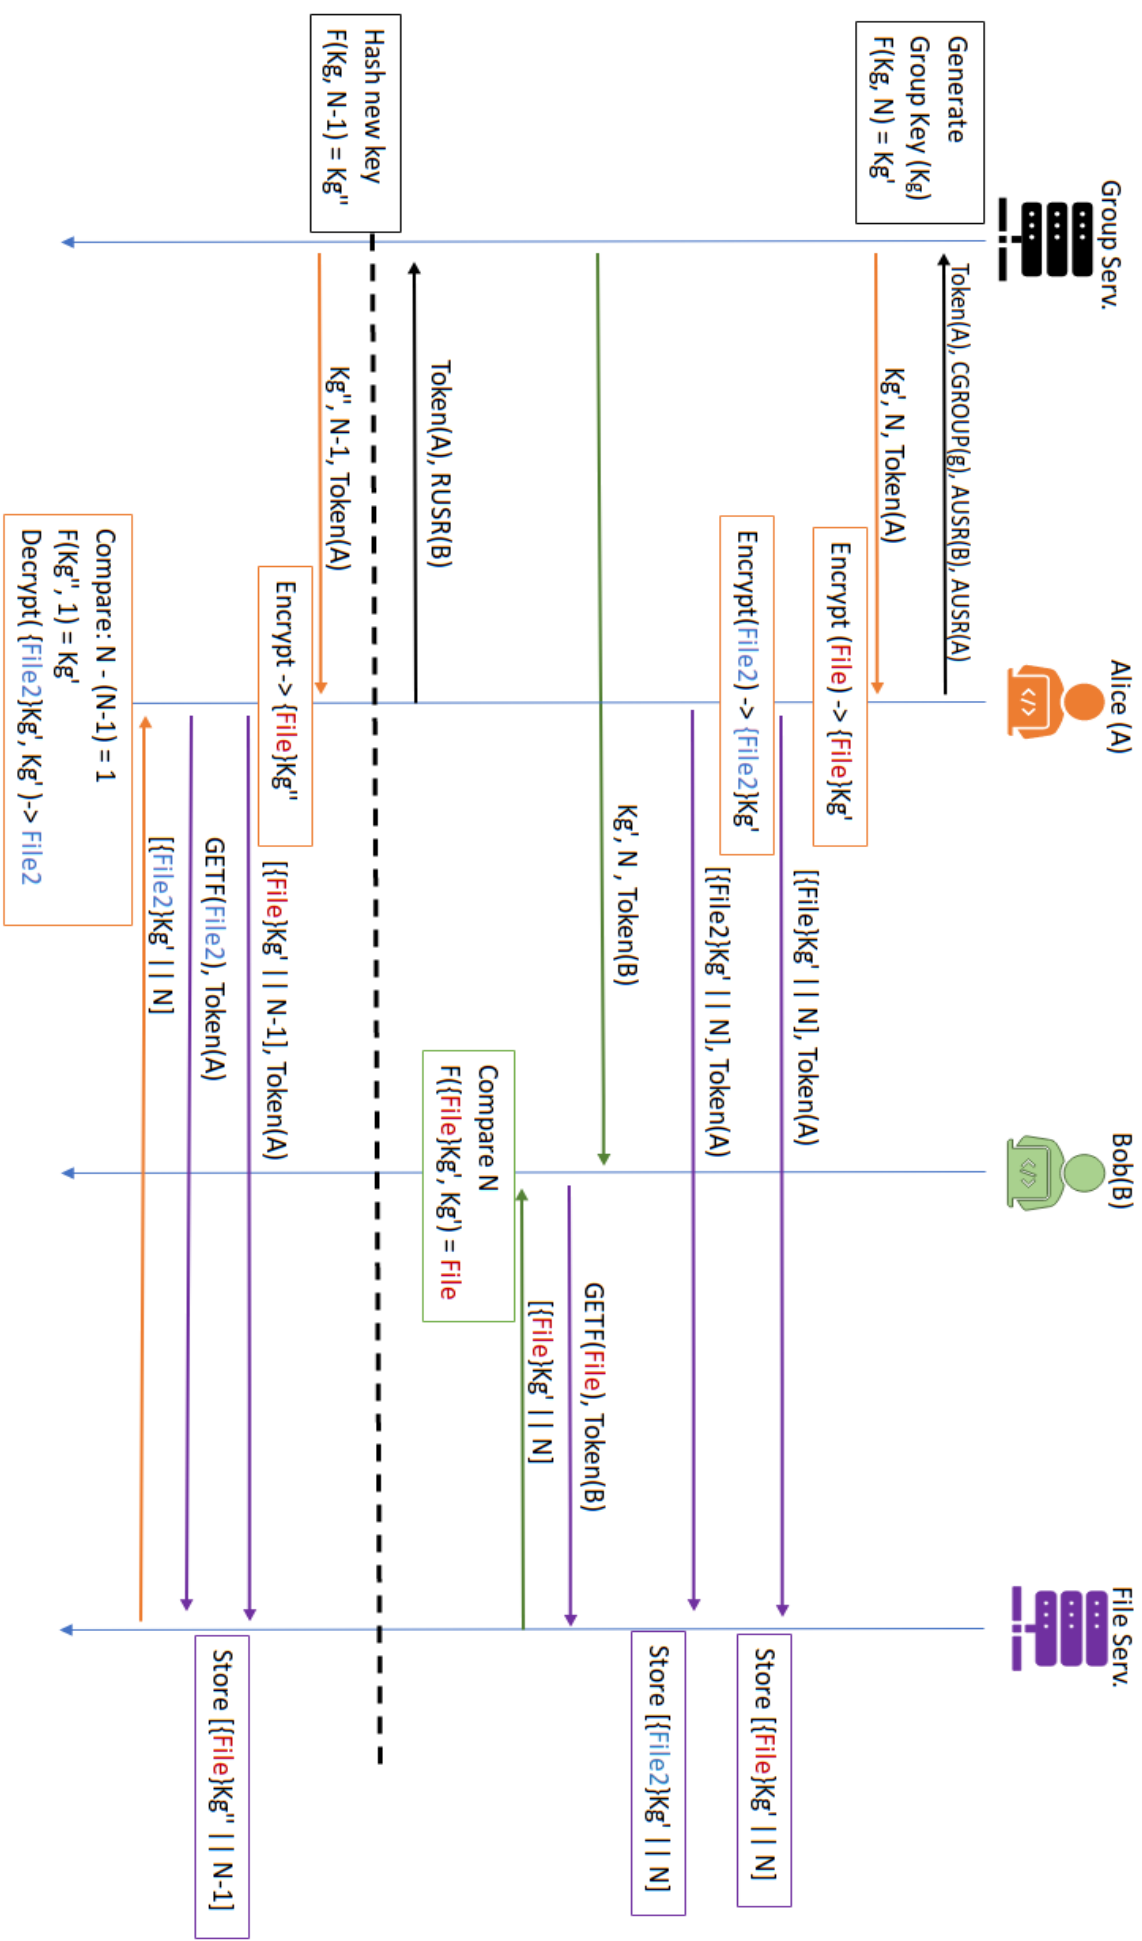 Group Serv.
Alice (A)
Bob(B)
File Serv.
Generate
Group Key (Kg)
F(Kg, N) = Kg'
Token(A), CGROUP(g), AUSR(B), AUSR(A)
Kg', N, Token(A)
Encrypt (File) -> {File}Kg'
[{File}Kg' || N], Token(A)
Store [{File}Kg' || N]
Encrypt(File2) -> {File2}Kg'
[{File2}Kg' || N], Token(A)
Store [{File2}Kg' || N]
Kg', N , Token(B)
GETF(File), Token(B)
[{File}Kg' || N]
Compare N
F({File}Kg', Kg') = File
Token(A), RUSR(B)
Hash new key
F(Kg, N-1) = Kg"
Kg", N-1, Token(A)
Encrypt -> {File}Kg"
[{File}Kg' || N-1], Token(A)
Store [{File}Kg" || N-1]
GETF(File2), Token(A)
[{File2}Kg' || N]
Compare: N - (N-1) = 1
F(Kg", 1) = Kg'
Decrypt( {File2}Kg', Kg' )-> File2